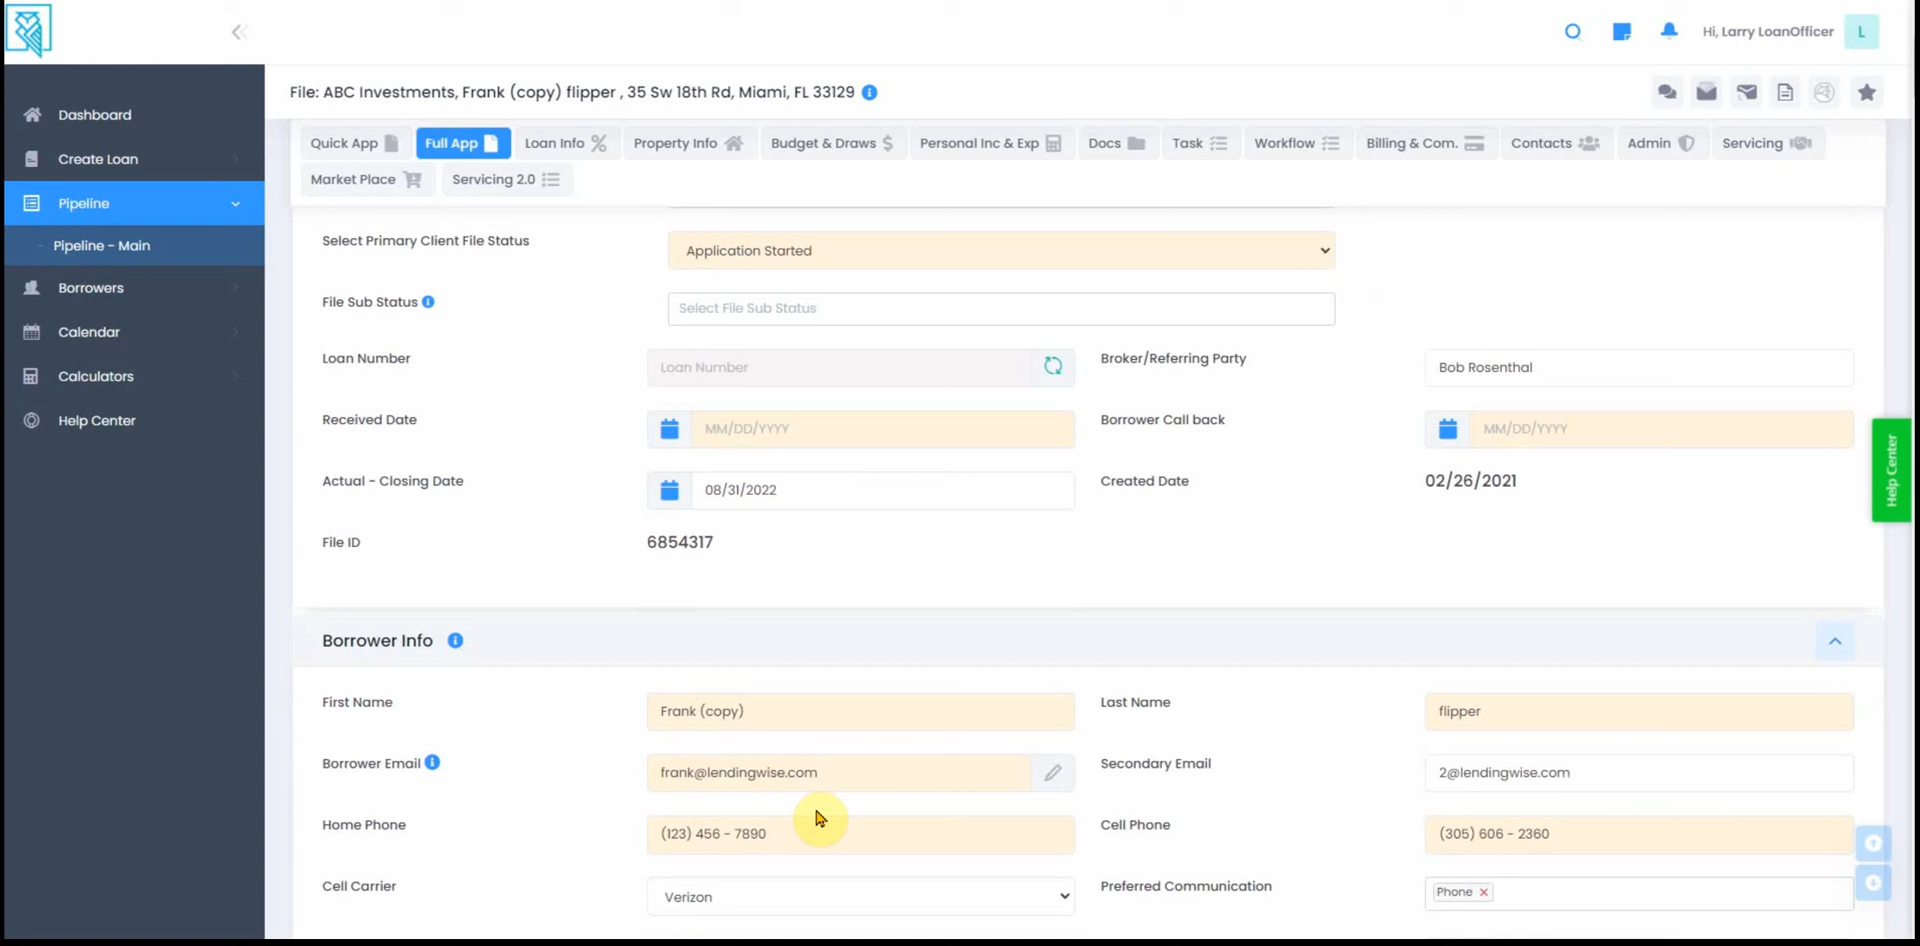 Hi, Larry LoanOfficer L
File: ABC Investments, Frank (copy) flipper , 35 Sw 18th Rd, Miami, FL 33129
Dashboard
Create Loan
Pipeline
Pipeline - Main
Borrowers
Calendar
Calculators
Help Center
Quick App Full App Loan Info Property Info Budget & Draws Personal Inc & Exp Docs Task Workflow Billing & Com. Contacts Admin Servicing
Market Place Servicing 2.0
Select Primary Client File Status Application Started
File Sub Status Select File Sub Status
Loan Number Loan Number Broker/Referring Party Bob Rosenthal
Received Date MM/DD/YYYY Borrower Call back MM/DD/YYYY
Actual - Closing Date 08/31/2022 Created Date 02/26/2021
File ID 6854317
Help Center
Borrower Info
First Name Frank (copy) Last Name flipper
Borrower Email frank@lendingwise.com Secondary Email 2@lendingwise.com
Home Phone (123) 456 - 7890 Cell Phone (305) 606 - 2360
Cell Carrier Verizon Preferred Communication Phone ×